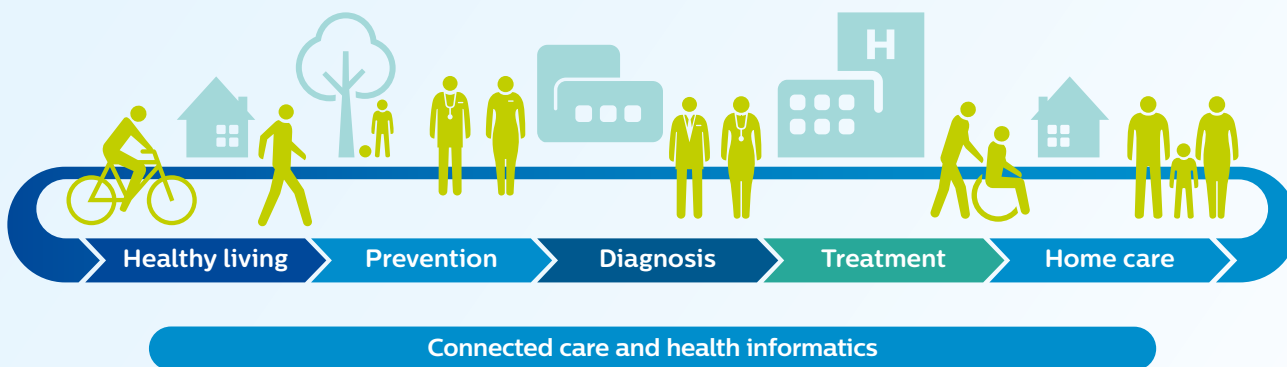 H
Healthy living
Prevention
Diagnosis
Treatment
Home care
Connected care and health informatics